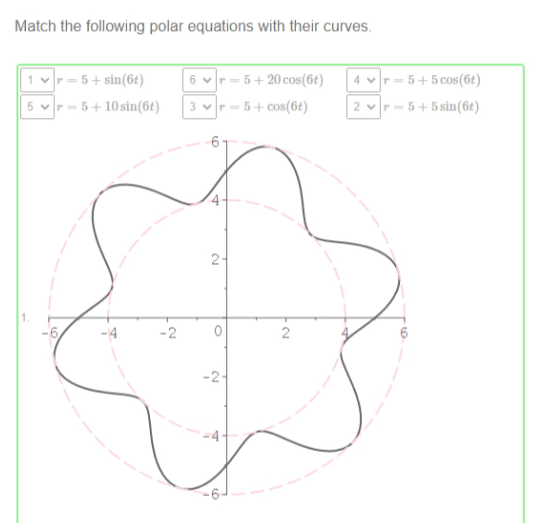 Match the following polar equations with their curves.
1 r = 5 + sin(6t) 6 r = 5 + 20 cos(6t) 4 r = 5 + 5 cos(6t)
5 r = 5 + 10 sin(6t) 3 r = 5 + cos(6t) 2 r = 5 + 5 sin(6t)
6
4
2
1.
-6 -4 -2 0 2 4 6
-2
-4
-6